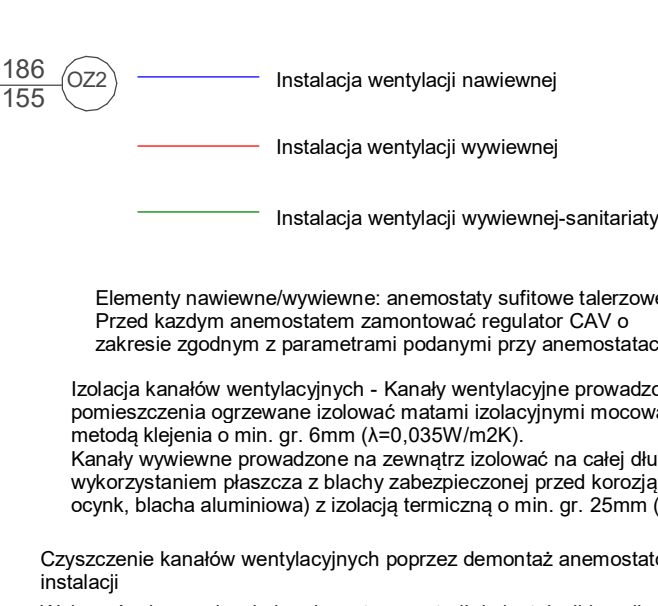 186
155
OZ2
Instalacja wentylacji nawiewnej
Instalacja wentylacji wywiewnej
Instalacja wentylacji wywiewnej-sanitariaty
Elementy nawiewne/wywiewne: anemostaty sufitowe talerzowe
Przed kazdym anemostatem zamontować regulator CAV o
zakresie zgodnym z parametrami podanymi przy anemostatac
Izolacja kanałów wentylacyjnych - Kanały wentylacyjne prowadzo
pomieszczenia ogrzewane izolować matami izolacyjnymi mocowa
metodą klejenia o min. gr. 6mm (λ=0,035W/m2K).
Kanały wywiewne prowadzone na zewnątrz izolować na całej dłu
wykorzystaniem płaszcza z blachy zabezpieczonej przed korozją
ocynk, blacha aluminiowa) z izolacją termiczną o min. gr. 25mm (
Czyszczenie kanałów wentylacyjnych poprzez demontaż anemostató
instalacji